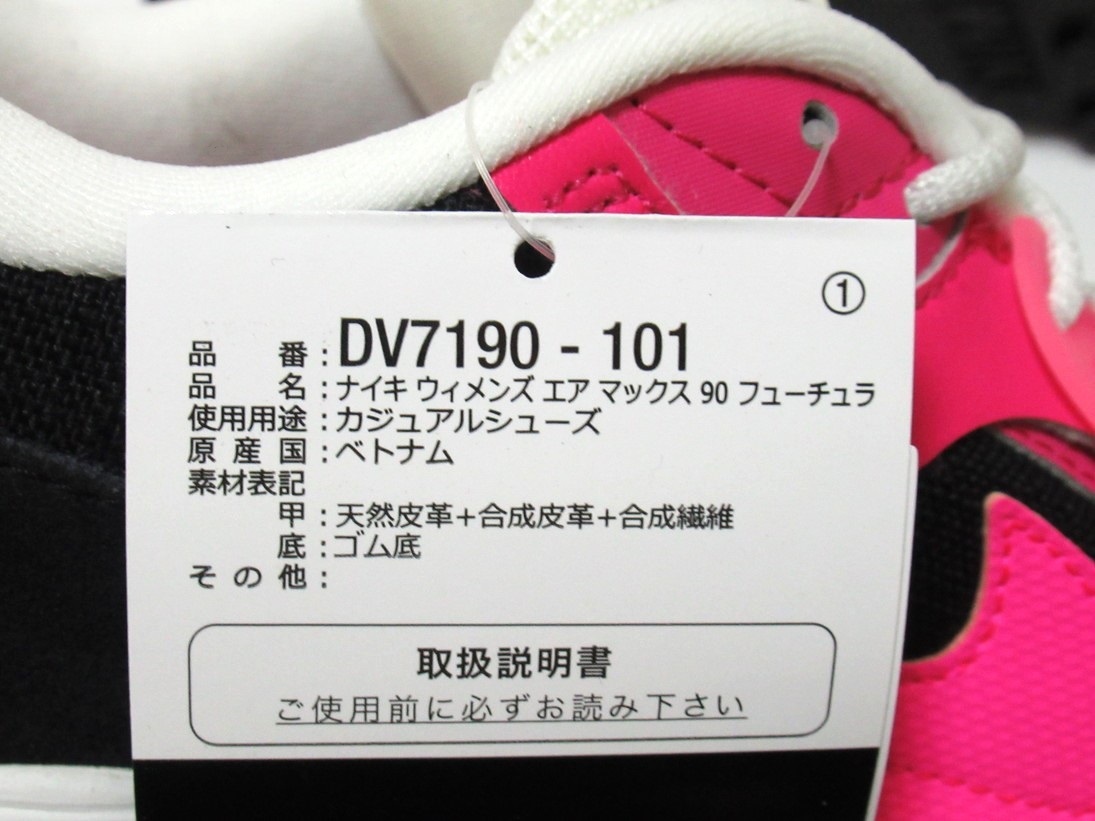 ①
品 番：DV7190 - 101
品 名：ナイキ ウィメンズ エア マックス 90 フューチュラ
使用用途：カジュアルシューズ
原 産 国：ベトナム
素材表記
甲：天然皮革+合成皮革+合成繊維
底：ゴム底
そ の 他：
取扱説明書
ご使用前に必ずお読み下さい